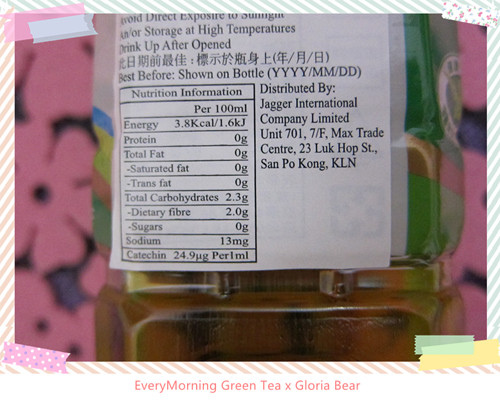 Avoid Direct Exposure to Sunlight
And/or Storage at High Temperatures
Drink Up After Opened
此日期前最佳：標示於瓶身上(年/月/日)
Best Before: Shown on Bottle (YYYY/MM/DD)
Nutrition Information
Per 100ml
Energy 3.8Kcal/1.6kJ
Protein 0g
Total Fat 0g
-Saturated fat 0g
-Trans fat 0g
Total Carbohydrates 2.3g
-Dietary fibre 2.0g
-Sugars 0g
Sodium 13mg
Catechin 24.9µg Per1ml
Distributed By:
Jagger International
Company Limited
Unit 701, 7/F, Max Trade
Centre, 23 Luk Hop St.,
San Po Kong, KLN
EveryMorning Green Tea x Gloria Bear